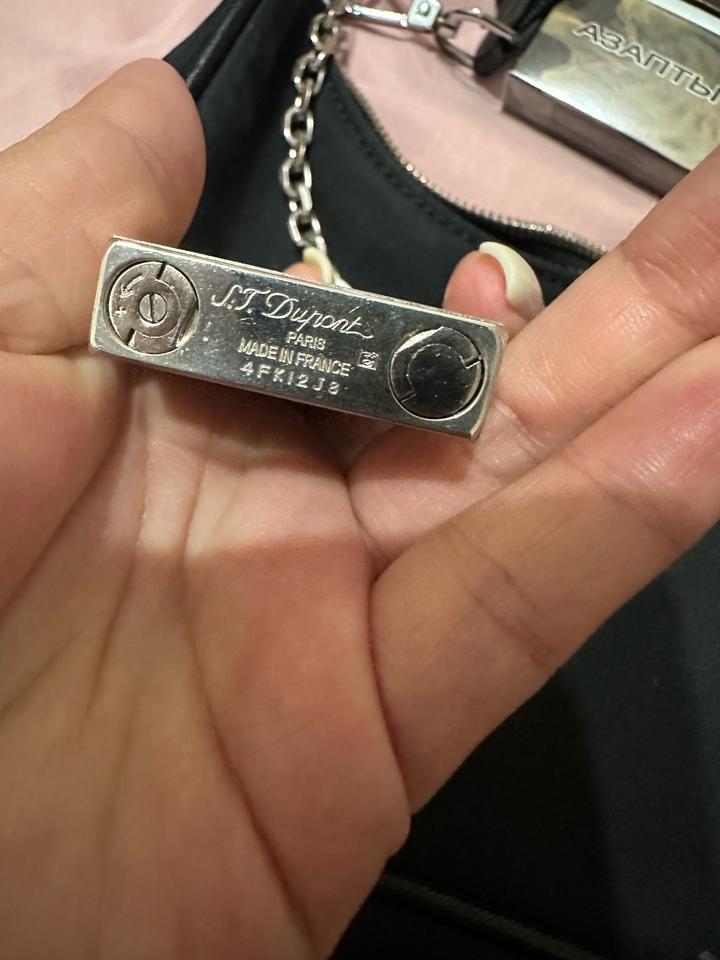 АЗАПТЫ
S.T. Dupont
PARIS
MADE IN FRANCE
4FK12J8
+